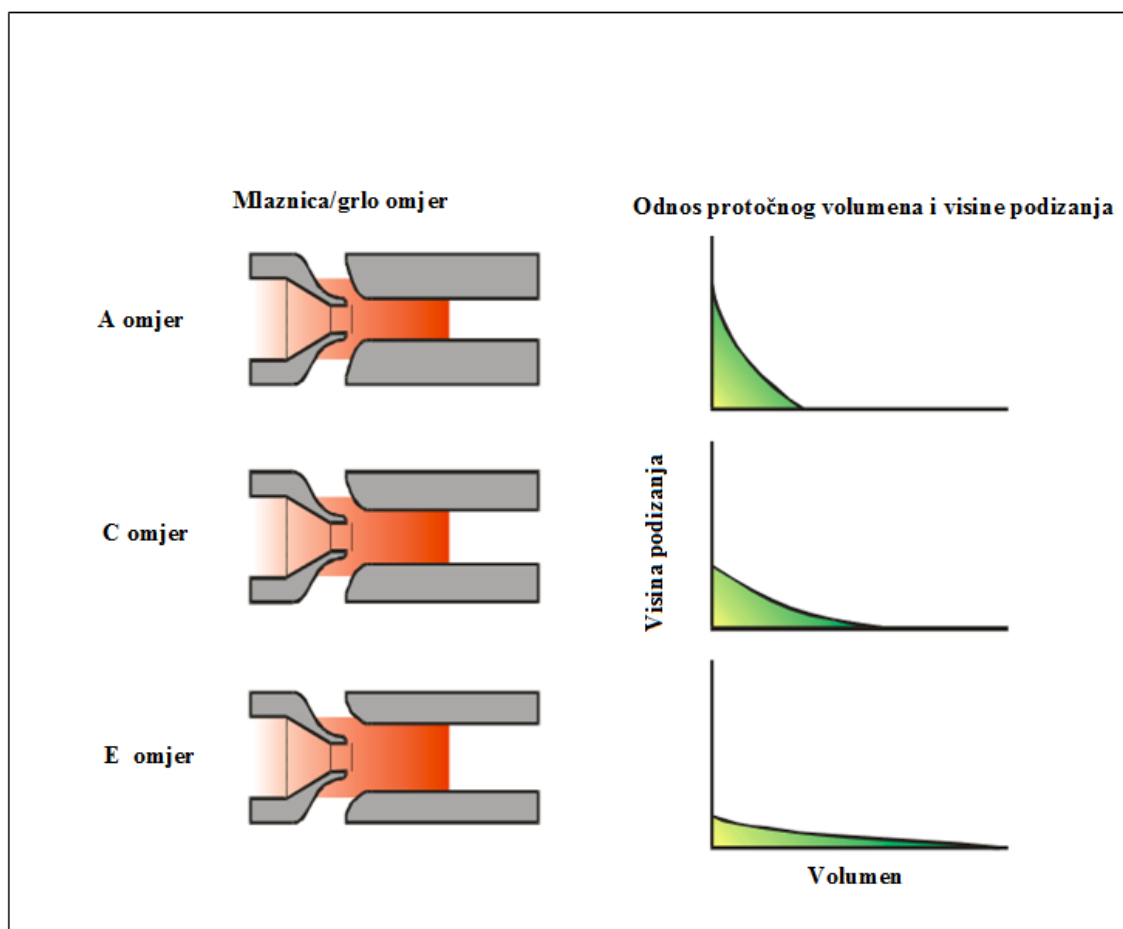 Mlaznica/grlo omjer
Odnos protočnog volumena i visine podizanja
A omjer
C omjer
Visina podizanja
E omjer
Volumen